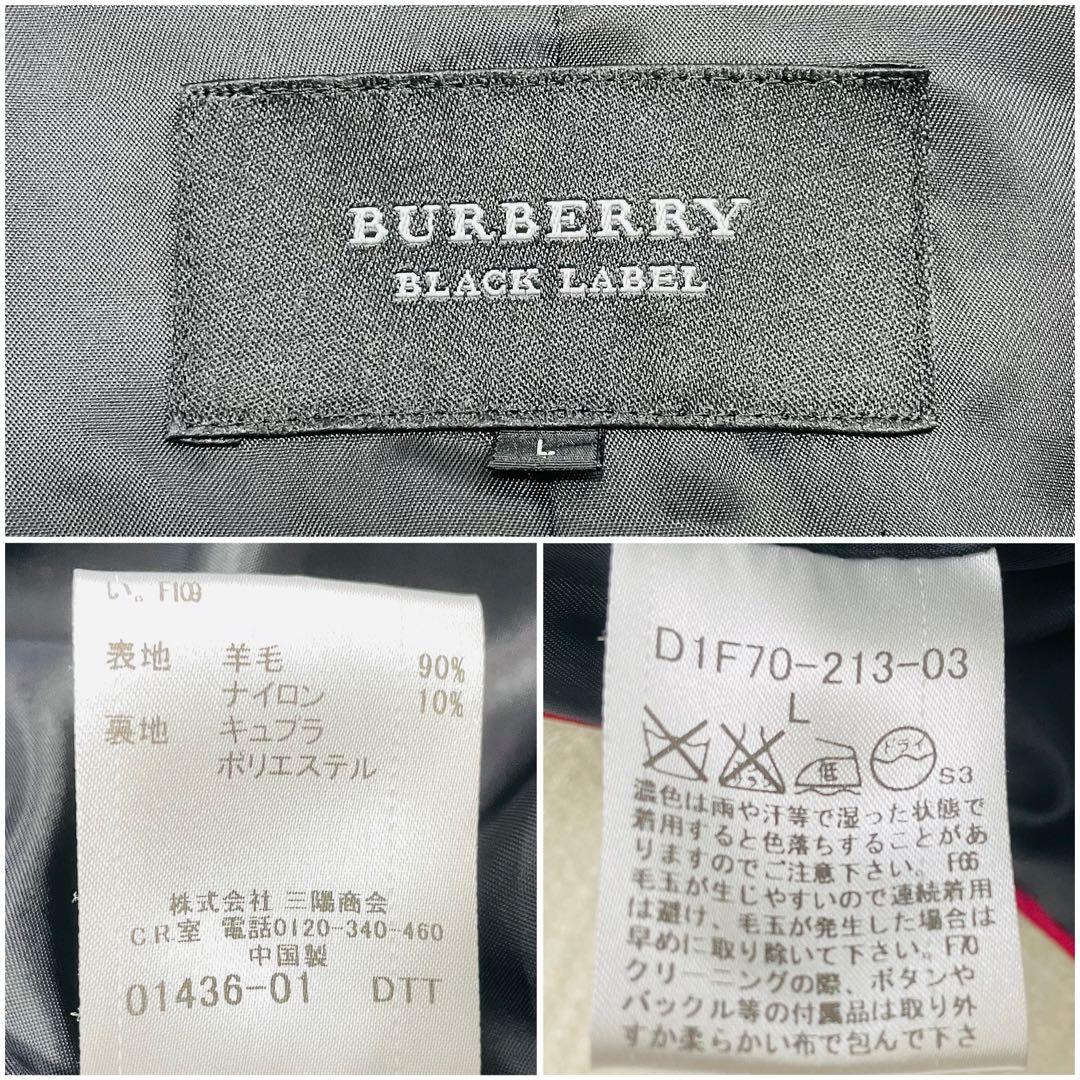 BURBERRY
BLACK LABEL
L
い。F109
表地 羊毛 90%
ナイロン 10%
裏地 キュプラ
ポリエステル
株式会社 三陽商会
CR室 電話0120-340-460
中国製
01436-01 DTT
D1F70-213-03
L
低 ドライ S3
濃色は雨や汗等で湿った状態で
着用すると色落ちすることがあ
りますのでご注意下さい。F66
毛玉が生じやすいので連続着用
は避け、毛玉が発生した場合は
早めに取り除いて下さい。F70
クリーニングの際、ボタンや
バックル等の付属品は取り外
すか柔らかい布で包んで下さ